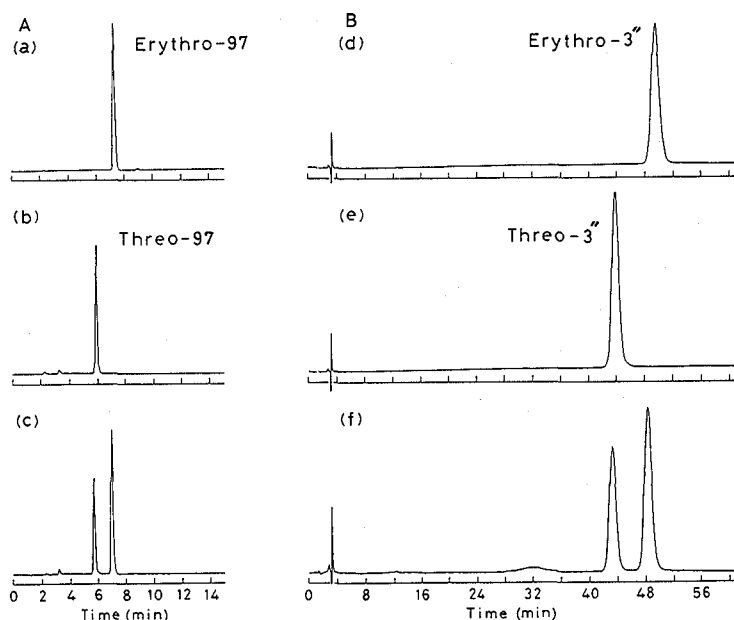 A
(a)
Erythro-97
(b)
Threo-97
(c)
0 2 4 6 8 10 12 14
Time (min)
B
(d)
Erythro-3"
(e)
Threo-3"
(f)
0 8 16 24 32 40 48 56
Time (min)